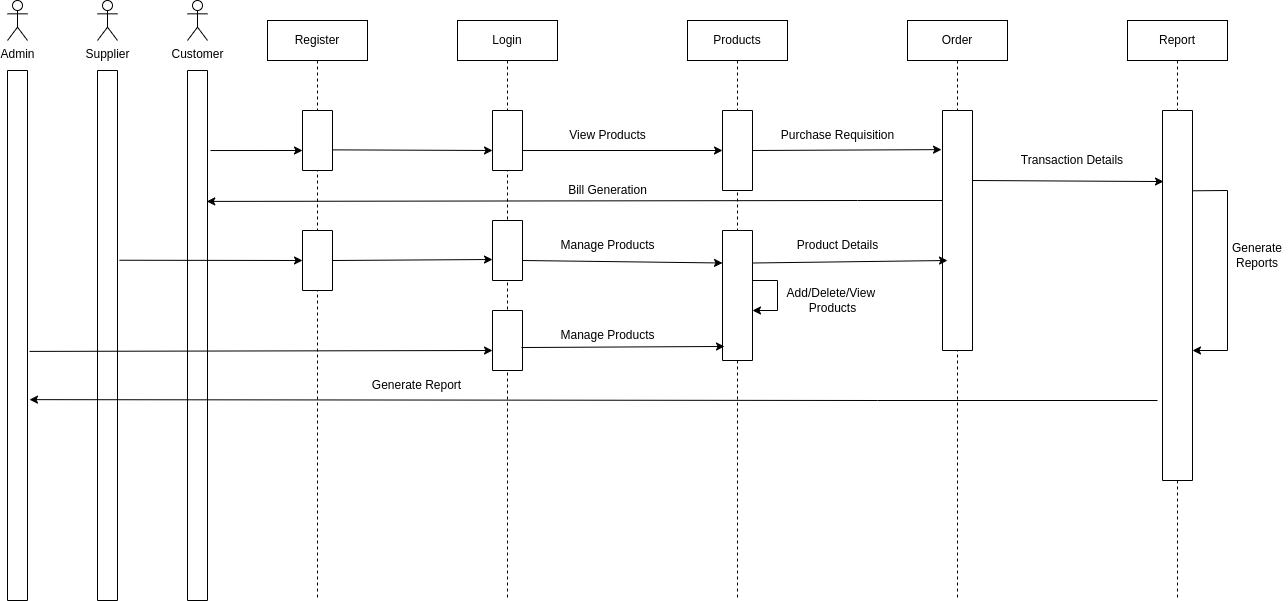 Admin
Supplier
Customer
Register
Login
Products
Order
Report
View Products
Purchase Requisition
Transaction Details
Bill Generation
Manage Products
Product Details
Generate
Reports
Add/Delete/View
Products
Manage Products
Generate Report